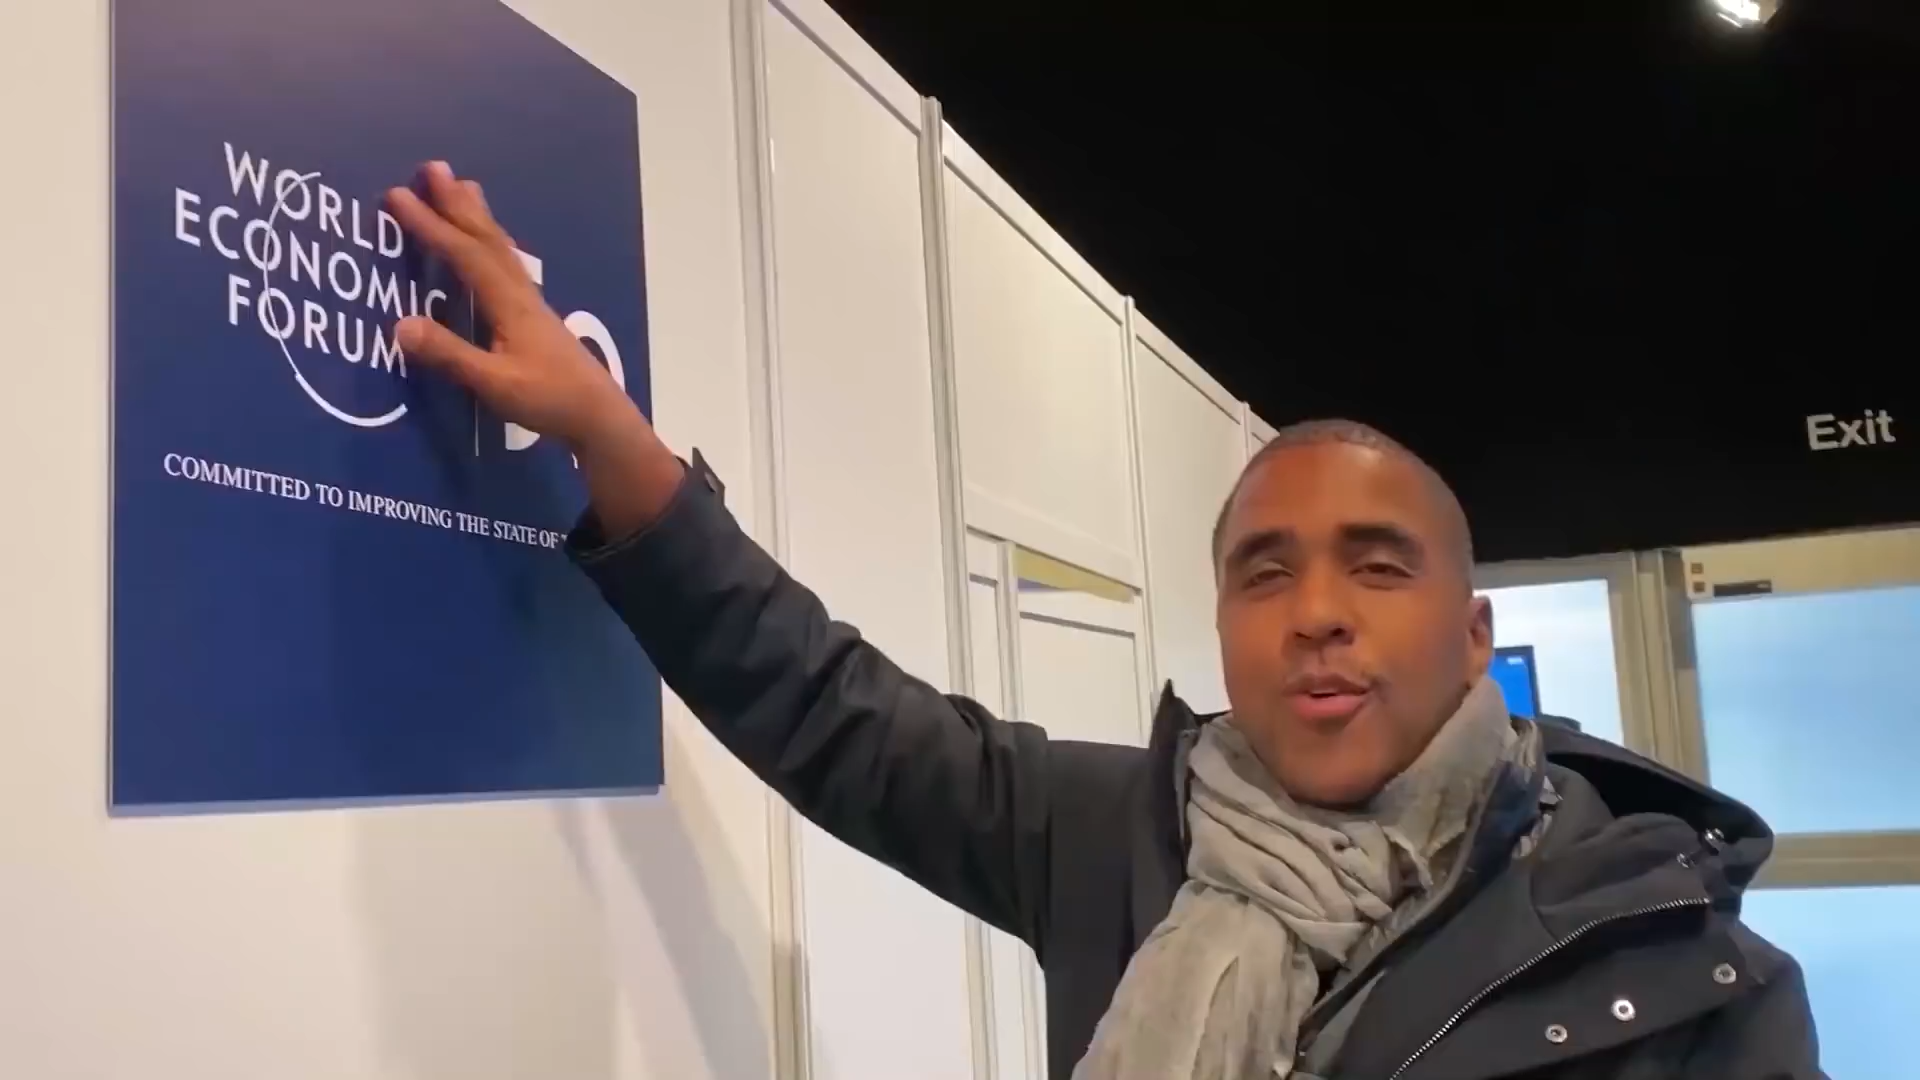 WORLD
ECONOMIC
FORUM
COMMITTED TO IMPROVING THE STATE OF
Exit